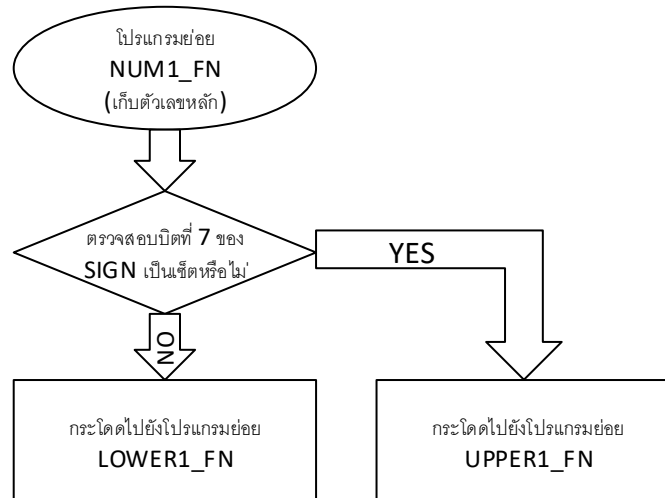 โปรแกรมย่อย
NUM1_FN
(เก็บตัวเลขหลัก)
ตรวจสอบบิตที่ 7 ของ
SIGN เป็นเซ็ตหรือไม่
YES
NO
กระโดดไปยังโปรแกรมย่อย
LOWER1_FN
กระโดดไปยังโปรแกรมย่อย
UPPER1_FN